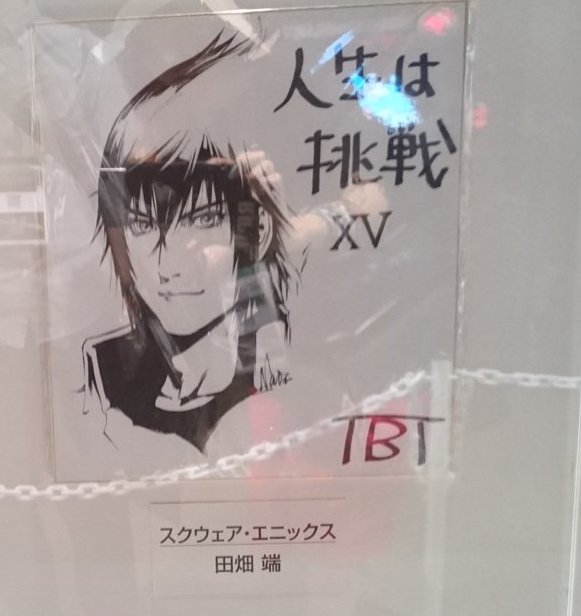 人生は
挑戦
XV
TBT
スクウェア・エニックス
田畑 端